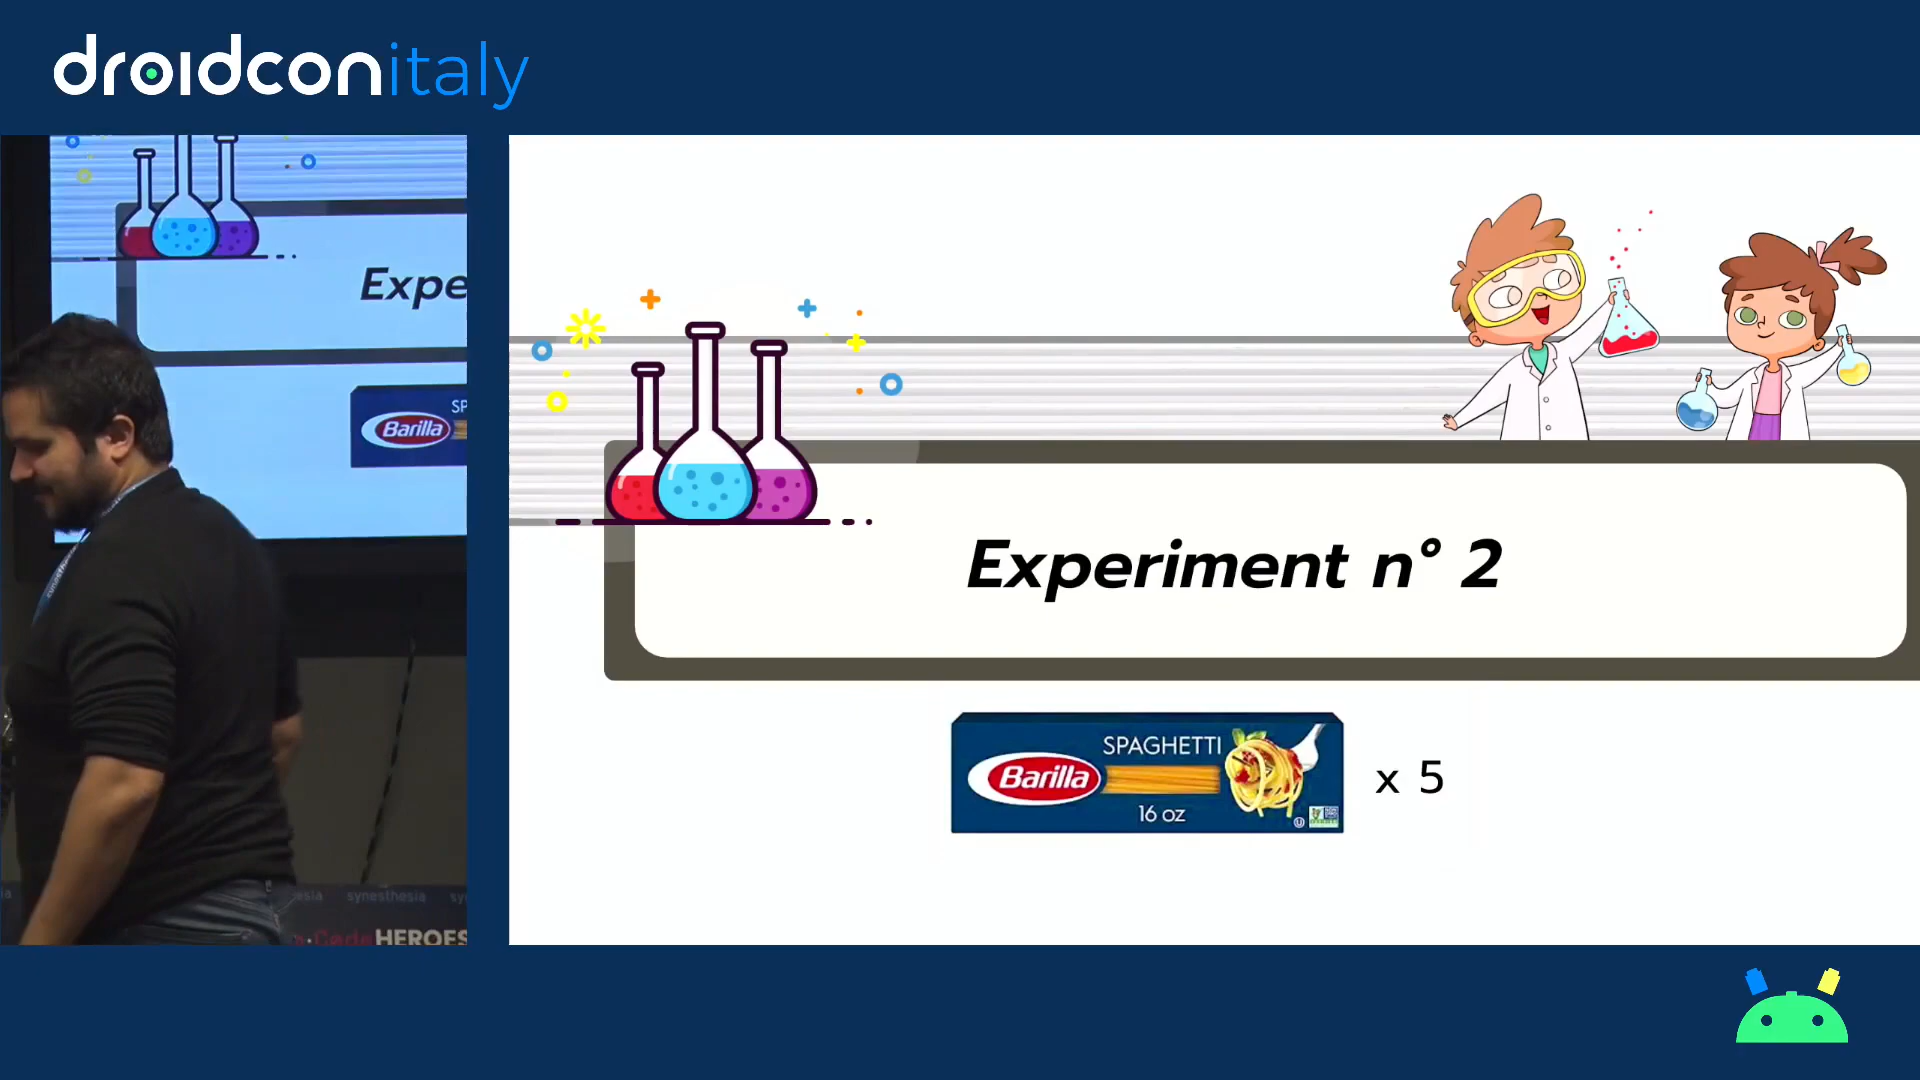 droidconitaly
Expe
SP
Barilla
synesthesia
HEROES
Experiment n° 2
SPAGHETTI
Barilla
16 oz
x 5